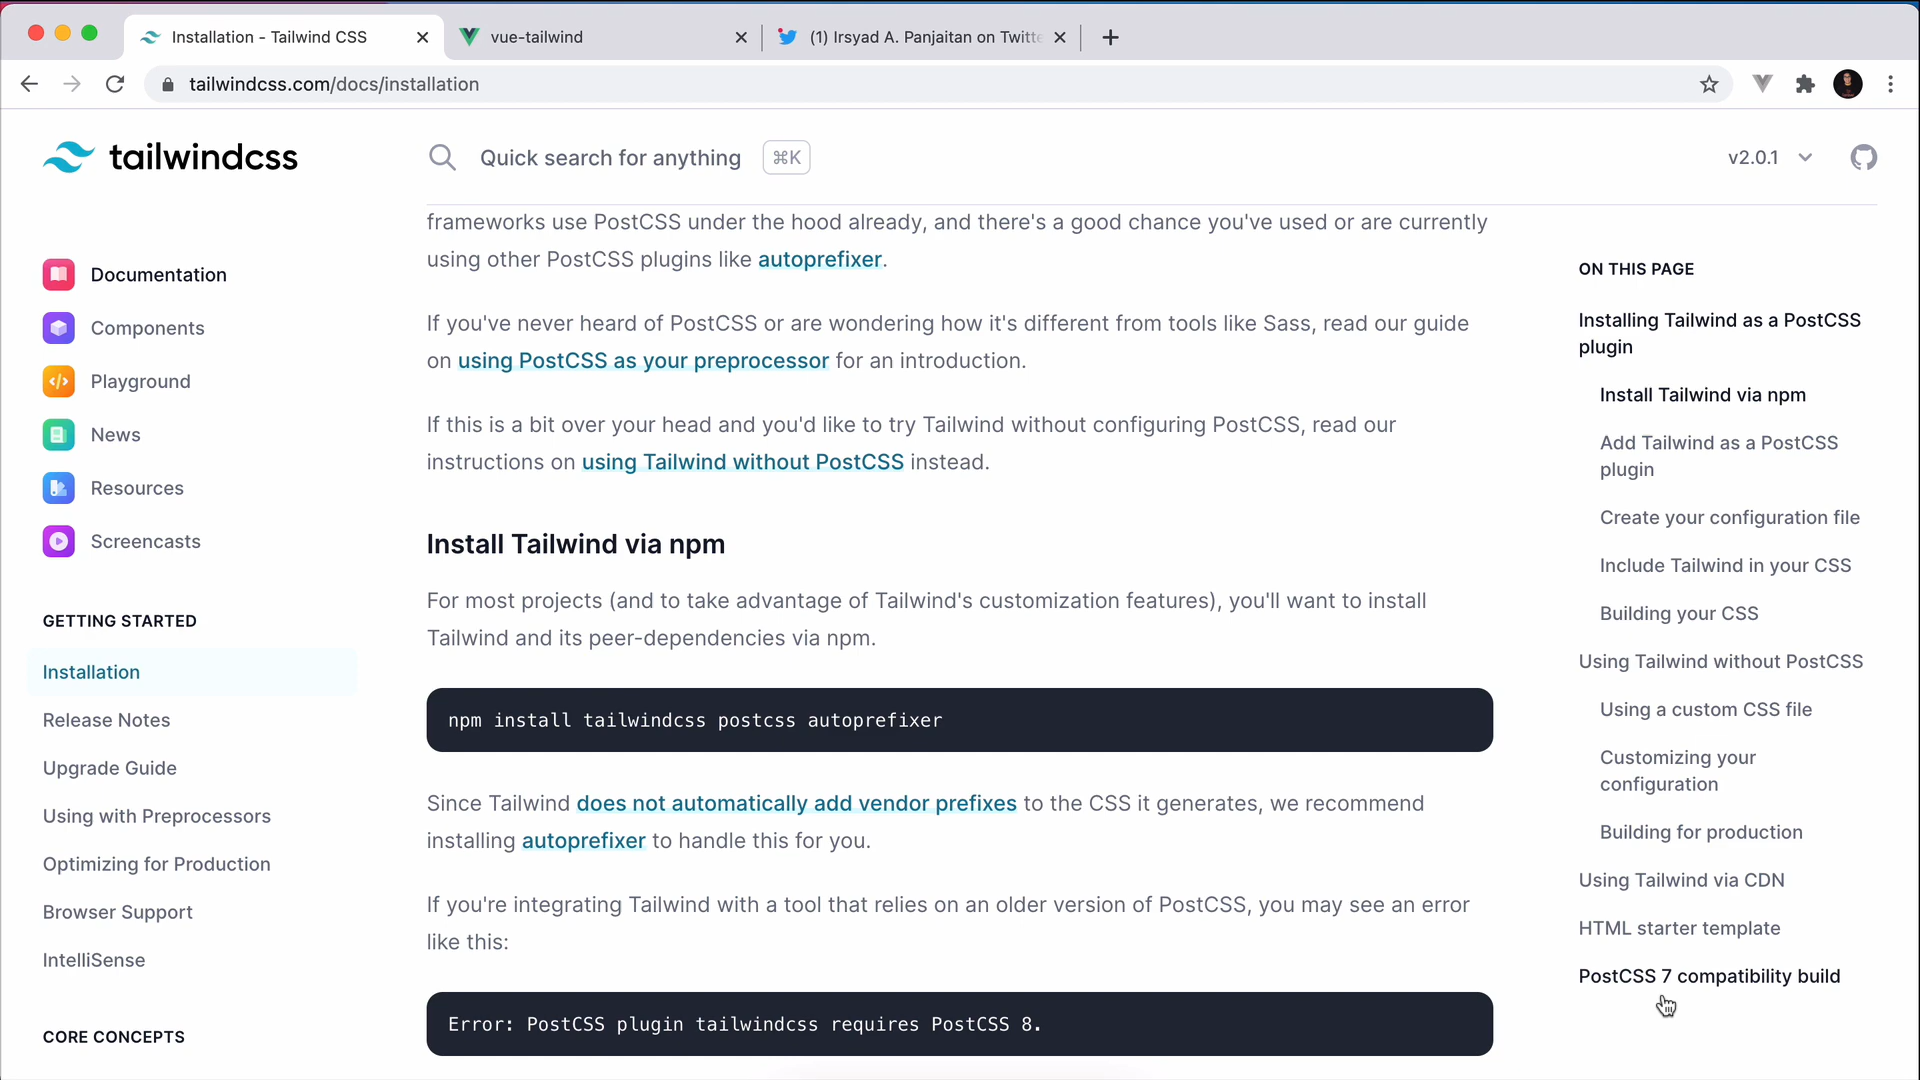 Installation - Tailwind CSS
vue-tailwind
(1) Irsyad A. Panjaitan on Twitte
tailwindcss.com/docs/installation
tailwindcss
Quick search for anything
⌘K
v2.0.1
Documentation
Components
Playground
News
Resources
Screencasts
GETTING STARTED
Installation
Release Notes
Upgrade Guide
Using with Preprocessors
Optimizing for Production
Browser Support
IntelliSense
CORE CONCEPTS
frameworks use PostCSS under the hood already, and there's a good chance you've used or are currently
using other PostCSS plugins like autoprefixer.
If you've never heard of PostCSS or are wondering how it's different from tools like Sass, read our guide
on using PostCSS as your preprocessor for an introduction.
If this is a bit over your head and you'd like to try Tailwind without configuring PostCSS, read our
instructions on using Tailwind without PostCSS instead.
Install Tailwind via npm
For most projects (and to take advantage of Tailwind's customization features), you'll want to install
Tailwind and its peer-dependencies via npm.
npm install tailwindcss postcss autoprefixer
Since Tailwind does not automatically add vendor prefixes to the CSS it generates, we recommend
installing autoprefixer to handle this for you.
If you're integrating Tailwind with a tool that relies on an older version of PostCSS, you may see an error
like this:
Error: PostCSS plugin tailwindcss requires PostCSS 8.
ON THIS PAGE
Installing Tailwind as a PostCSS
plugin
Install Tailwind via npm
Add Tailwind as a PostCSS
plugin
Create your configuration file
Include Tailwind in your CSS
Building your CSS
Using Tailwind without PostCSS
Using a custom CSS file
Customizing your
configuration
Building for production
Using Tailwind via CDN
HTML starter template
PostCSS 7 compatibility build